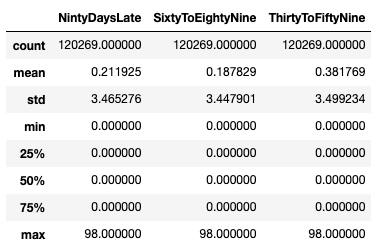 NintyDaysLate SixtyToEightyNine ThirtyToFiftyNine
count 120269.000000 120269.000000 120269.000000
mean 0.211925 0.187829 0.381769
std 3.465276 3.447901 3.499234
min 0.000000 0.000000 0.000000
25% 0.000000 0.000000 0.000000
50% 0.000000 0.000000 0.000000
75% 0.000000 0.000000 0.000000
max 98.000000 98.000000 98.000000